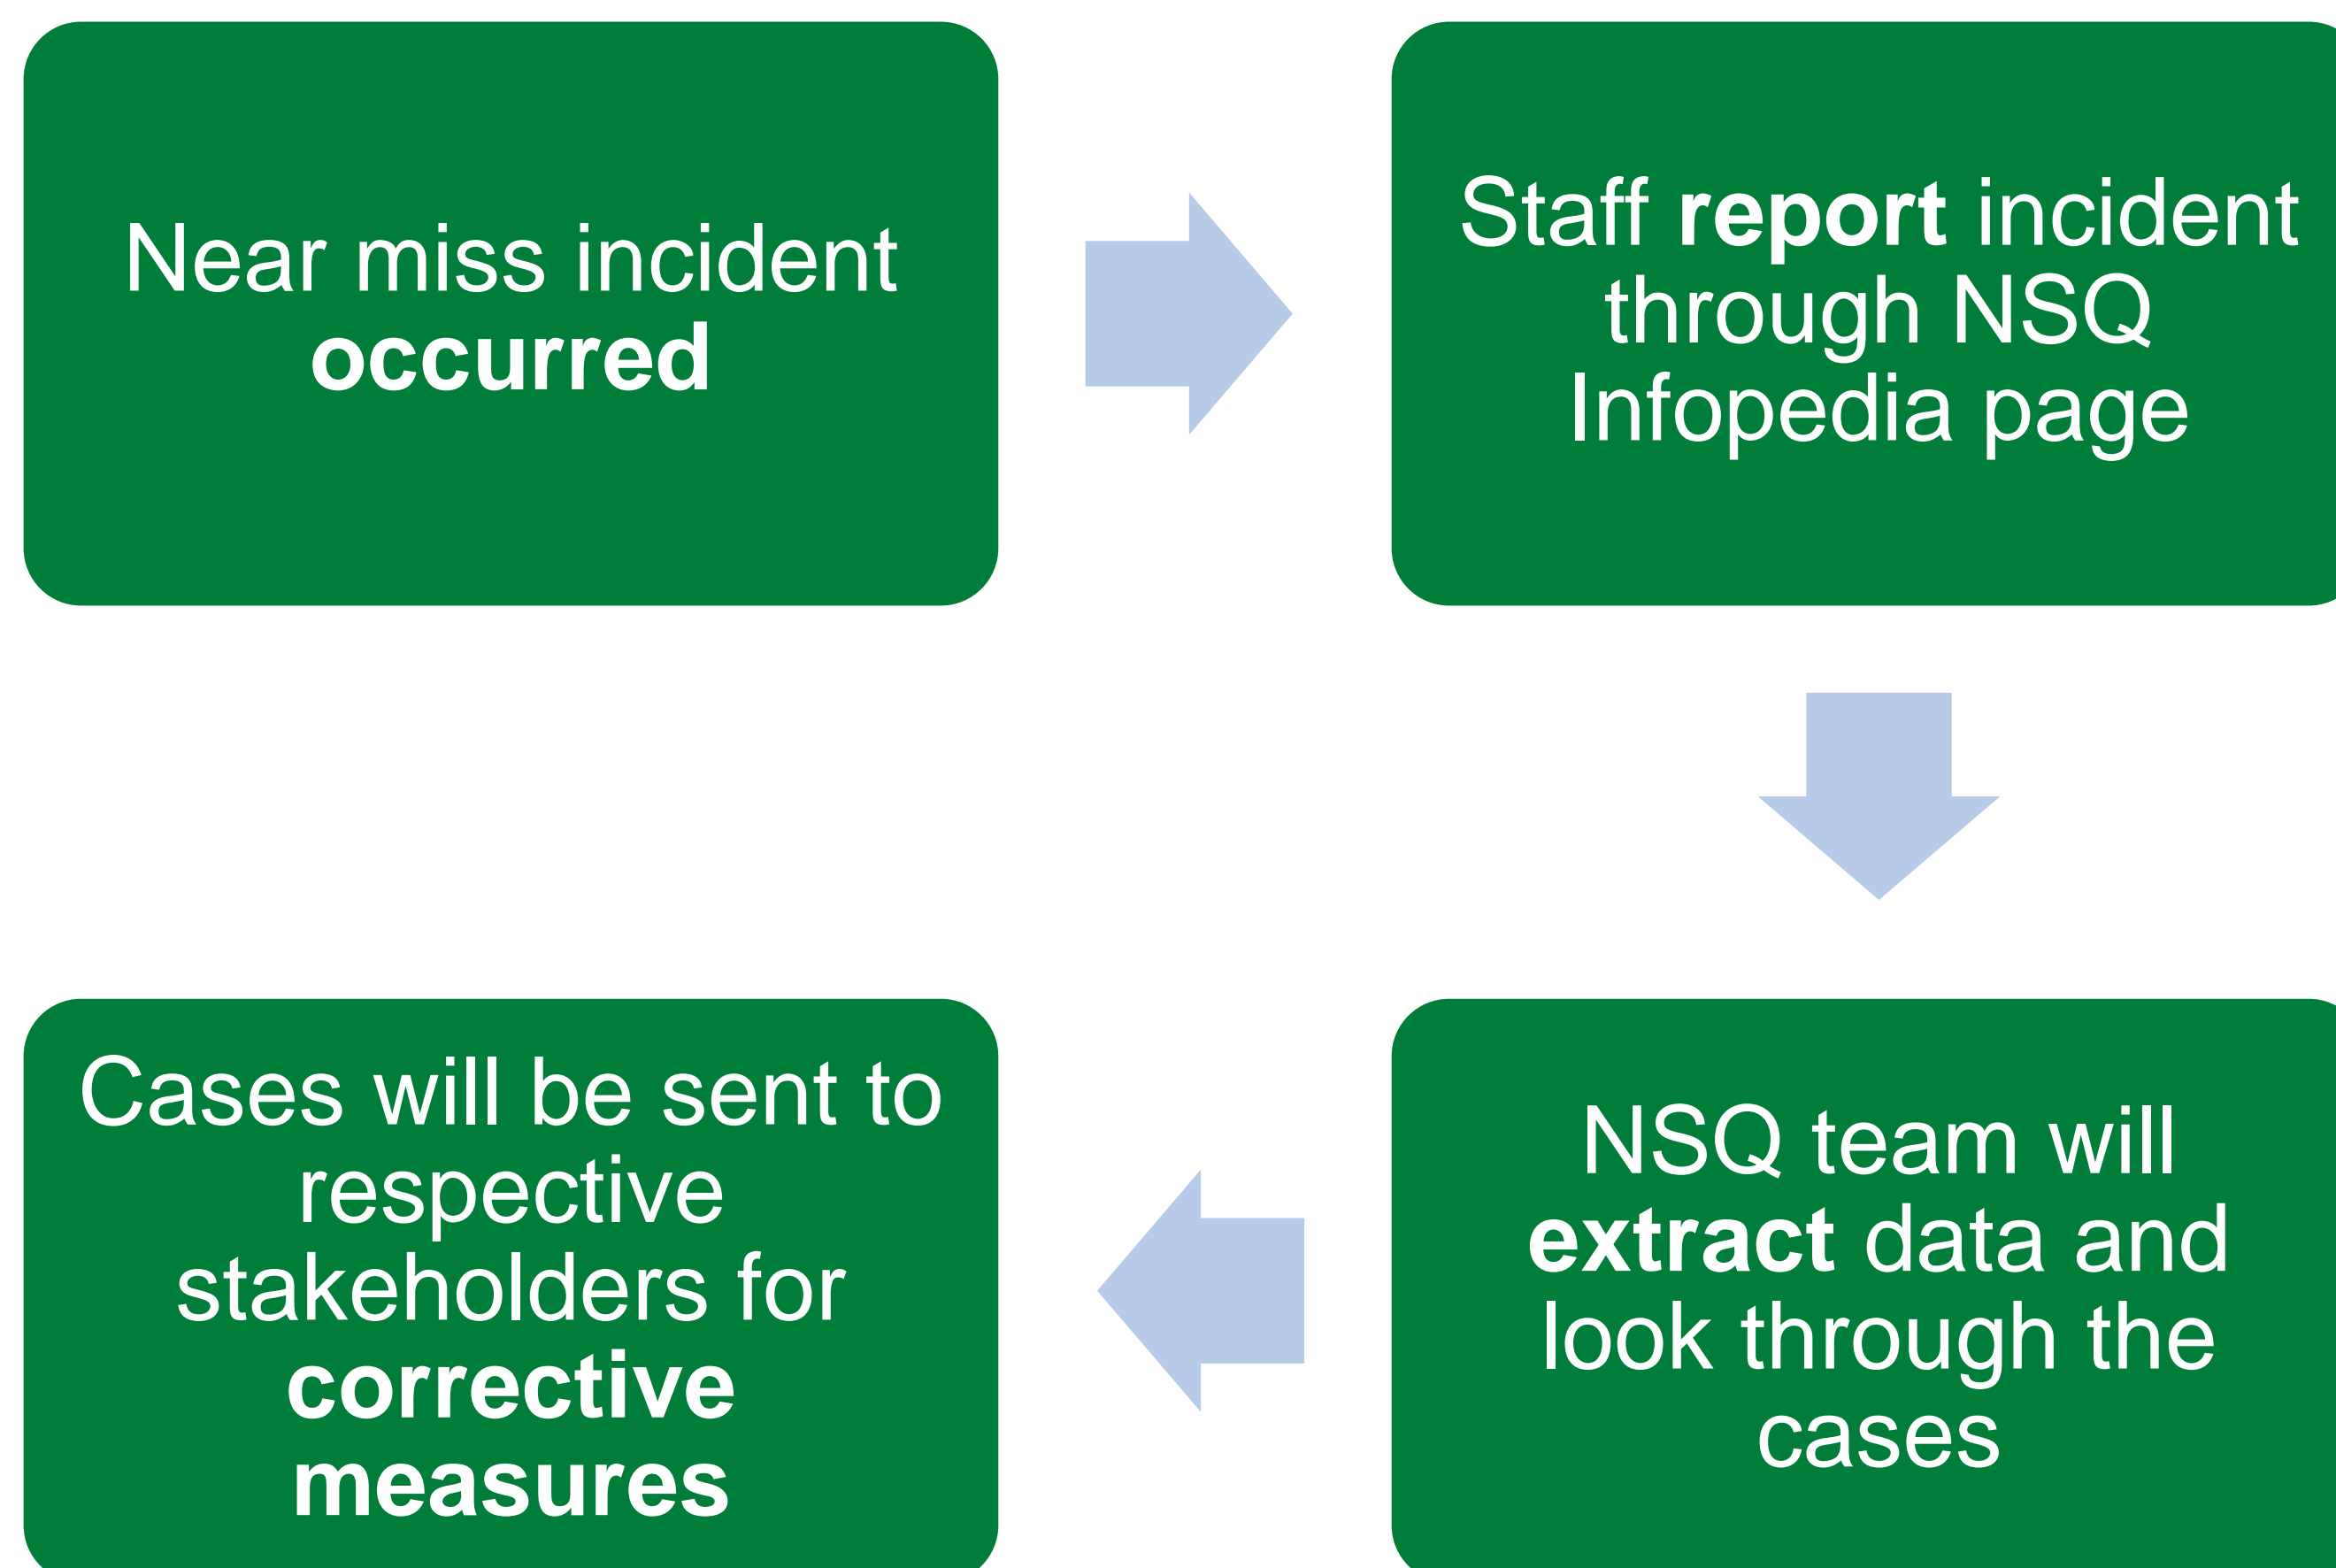 Near miss incident
occurred
Staff report incident
through NSQ
Infopedia page
NSQ team will
extract data and
look through the
cases
Cases will be sent to
respective
stakeholders for
corrective
measures